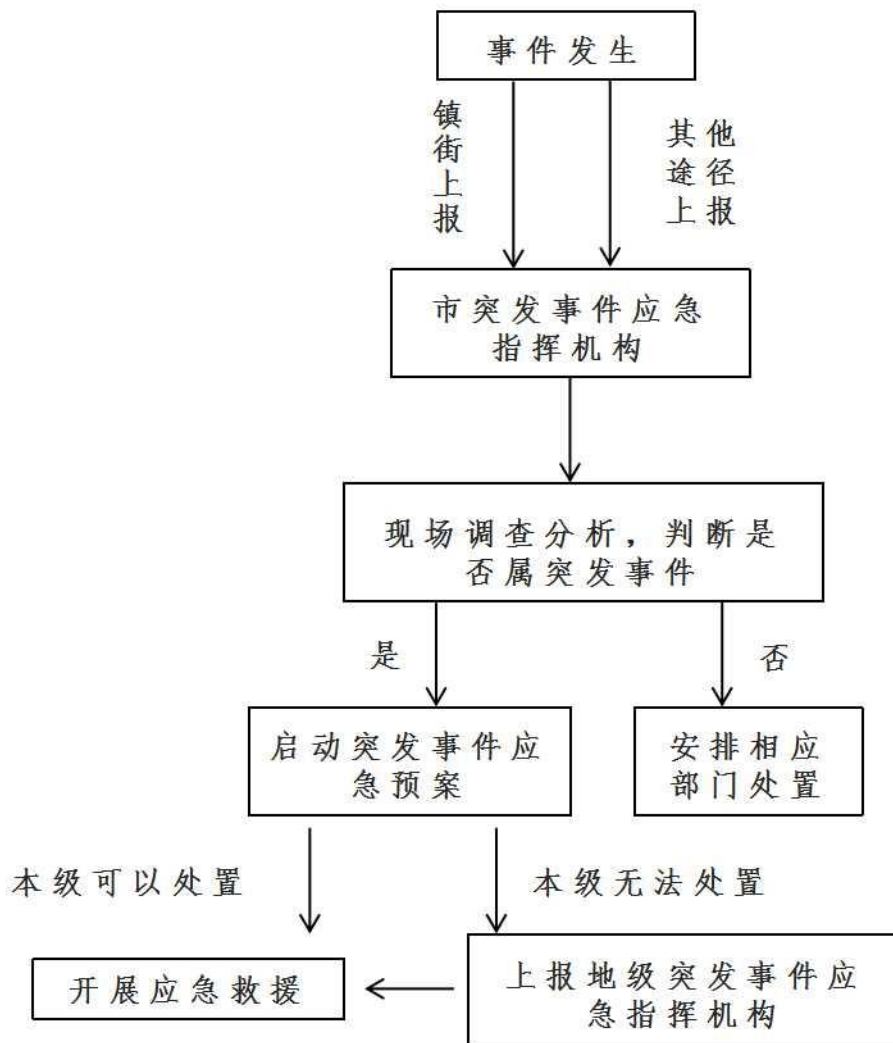 事件发生
镇街上报
其他
途径
上报
市突发事件应急
指挥机构
现场调查分析，判断是
否属突发事件
是
否
启动突发事件应
急预案
安排相应
部门处置
本级可以处置
本级无法处置
开展应急救援
上报地级突发事件应
急指挥机构